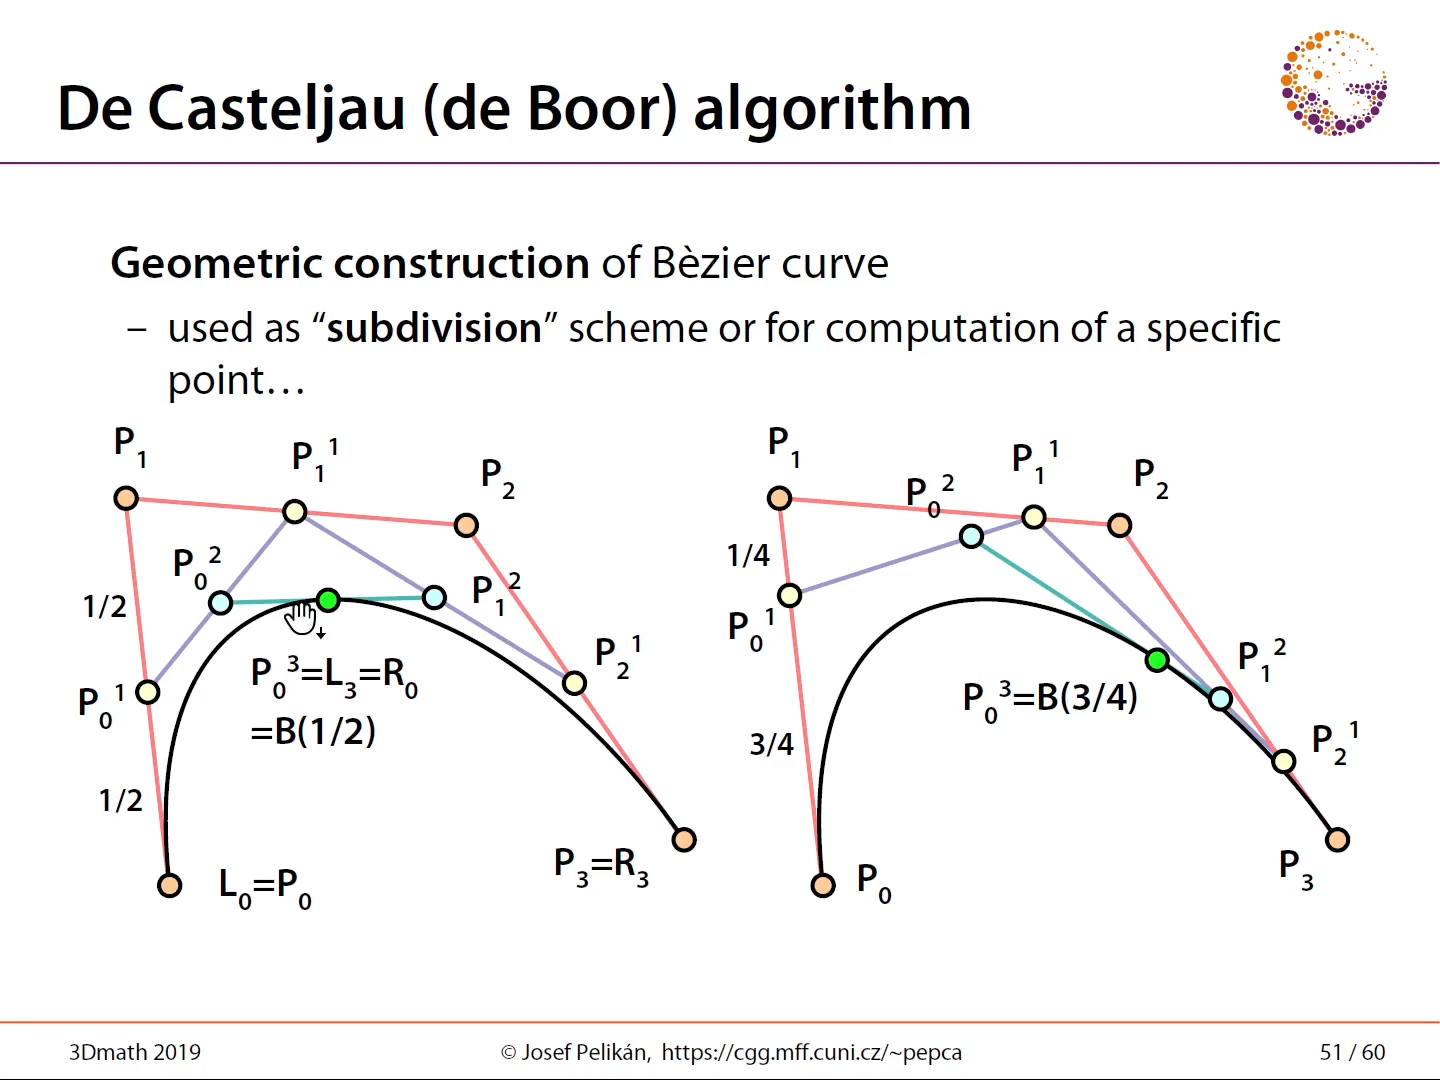 De Casteljau (de Boor) algorithm
Geometric construction of Bèzier curve
– used as “subdivision” scheme or for computation of a specific
point…
P₁
P₁¹
P₂
P₀²
P₁²
1/2
P₂¹
P₀¹
P₀³=L₃=R₀
=B(1/2)
1/2
L₀=P₀
P₃=R₃
P₁
P₁¹
P₀²
P₂
1/4
P₀¹
P₁²
P₀³=B(3/4)
3/4
P₂¹
P₀
P₃
3Dmath 2019
© Josef Pelikán, https://cgg.mff.cuni.cz/~pepca
51 / 60